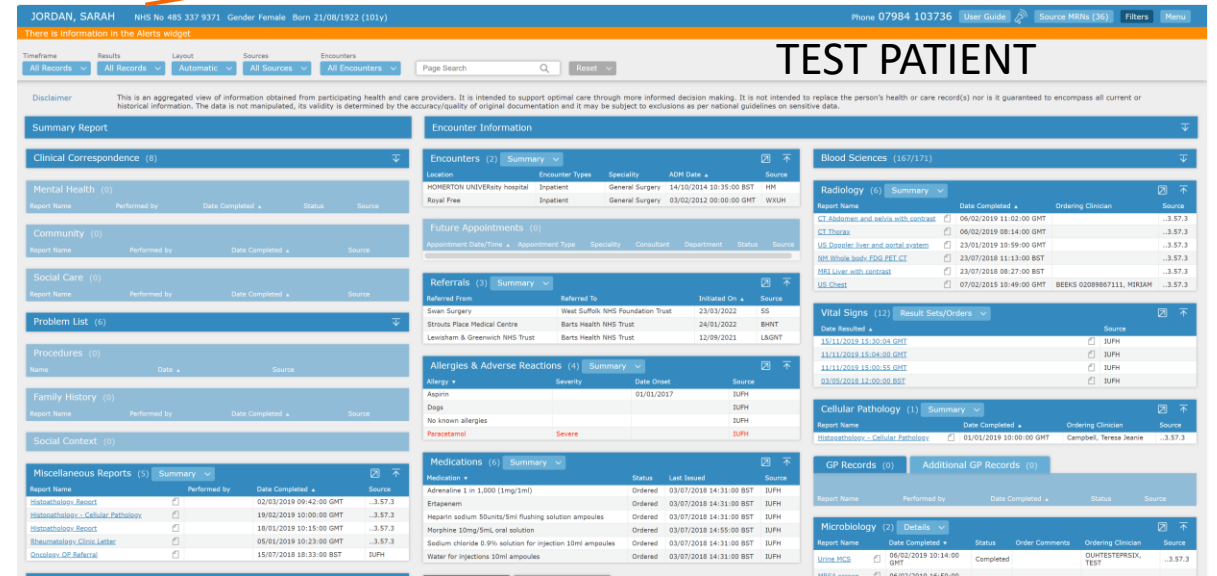 JORDAN, SARAH NHS No 485 337 9371 Gender Female Born 21/08/1922 (101y) Phone 07984 103736 User Guide Source MRNs (36) Filters Menu
There is information in the Alerts widget
Timeframe Results Layout Sources Encounters
All Records All Records Automatic All Sources All Encounters Page Search Reset
TEST PATIENT
Disclaimer This is an aggregated view of information obtained from participating health and care providers. It is intended to support optimal care through more informed decision making. It is not intended to replace the person's health or care record(s) nor is it guaranteed to encompass all current or
historical information. The data is not manipulated, its validity is determined by the accuracy/quality of original documentation and it may be subject to exclusions as per national guidelines on sensitive data.
Summary Report
Clinical Correspondence (8)
Mental Health (0)
Report Name Performed by Date Completed Status Source
Community (0)
Report Name Performed by Date Completed Source
Social Care (0)
Report Name Performed by Date Completed Source
Problem List (6)
Procedures (0)
Name Date Source
Family History (0)
Report Name Performed by Date Completed Source
Social Context (0)
Miscellaneous Reports (5) Summary
Report Name Performed by Date Completed Source
Histopathology Report 02/03/2019 09:42:00 GMT ..3.57.3
Histopathology - Cellular Pathology 19/02/2019 10:00:00 GMT ..3.57.3
Histopathology Report 18/01/2019 10:15:00 GMT ..3.57.3
Rheumatology Clinic Letter 05/01/2019 10:23:00 GMT ..3.57.3
Oncology OP Referral 15/07/2018 18:33:00 BST IUFH
Encounter Information
Encounters (2) Summary
Location Encounter Types Speciality ADM Date Source
HOMERTON UNIVERsity hospital Inpatient General Surgery 14/10/2014 10:35:00 BST HM
Royal Free Inpatient General Surgery 03/02/2012 00:00:00 GMT WXUH
Future Appointments (0)
Appointment Date/Time Appointment Type Speciality Consultant Department Status Source
Referrals (3) Summary
Referred From Referred To Initiated On Source
Swan Surgery West Suffolk NHS Foundation Trust 23/03/2022 SS
Strouts Place Medical Centre Barts Health NHS Trust 24/01/2022 BHNT
Lewisham & Greenwich NHS Trust Barts Health NHS Trust 12/09/2021 L&GNT
Allergies & Adverse Reactions (4) Summary
Allergy Severity Date Onset Source
Aspirin 01/01/2017 IUFH
Dogs IUFH
No known allergies IUFH
Paracetamol Severe IUFH
Medications (6) Summary
Medication Status Last Issued Source
Adrenaline 1 in 1,000 (1mg/1ml) Ordered 03/07/2018 14:31:00 BST IUFH
Ertapenem Ordered 03/07/2018 14:31:00 BST IUFH
Heparin sodium 50units/5ml flushing solution ampoules Ordered 03/07/2018 14:31:00 BST IUFH
Morphine 10mg/5mL oral solution Ordered 03/07/2018 14:55:00 BST IUFH
Sodium chloride 0.9% solution for injection 10ml ampoules Ordered 03/07/2018 14:31:00 BST IUFH
Water for injections 10ml ampoules Ordered 03/07/2018 14:31:00 BST IUFH
Blood Sciences (167/171)
Radiology (6) Summary
Report Name Date Completed Ordering Clinician Source
CT Abdomen and pelvis with contrast 06/02/2019 11:02:00 GMT ..3.57.3
CT Thorax 06/02/2019 08:14:00 GMT ..3.57.3
US Doppler liver and portal system 23/01/2019 10:59:00 GMT ..3.57.3
NM Whole body FDG PET CT 23/07/2018 11:13:00 BST ..3.57.3
MRI Liver with contrast 23/07/2018 08:27:00 BST ..3.57.3
US Chest 07/02/2015 10:49:00 GMT BEEKS 02089867111, MIRIAM ..3.57.3
Vital Signs (12) Result Sets/Orders
Date Resulted Source
15/11/2019 15:30:04 GMT IUFH
11/11/2019 15:04:00 GMT IUFH
11/11/2019 15:00:55 GMT IUFH
03/05/2018 12:00:00 BST IUFH
Cellular Pathology (1) Summary
Report Name Date Completed Ordering Clinician Source
Histopathology - Cellular Pathology 01/01/2019 10:00:00 GMT Campbell, Teresa Jeanie ..3.57.3
GP Records (0) Additional GP Records (0)
Report Name Performed by Date Completed Status Source
Microbiology (2) Details
Report Name Date Completed Status Order Comments Ordering Clinician Source
Urine MCS 06/02/2019 10:14:00 GMT Completed OUHTESTEPRSIX, TEST ..3.57.3